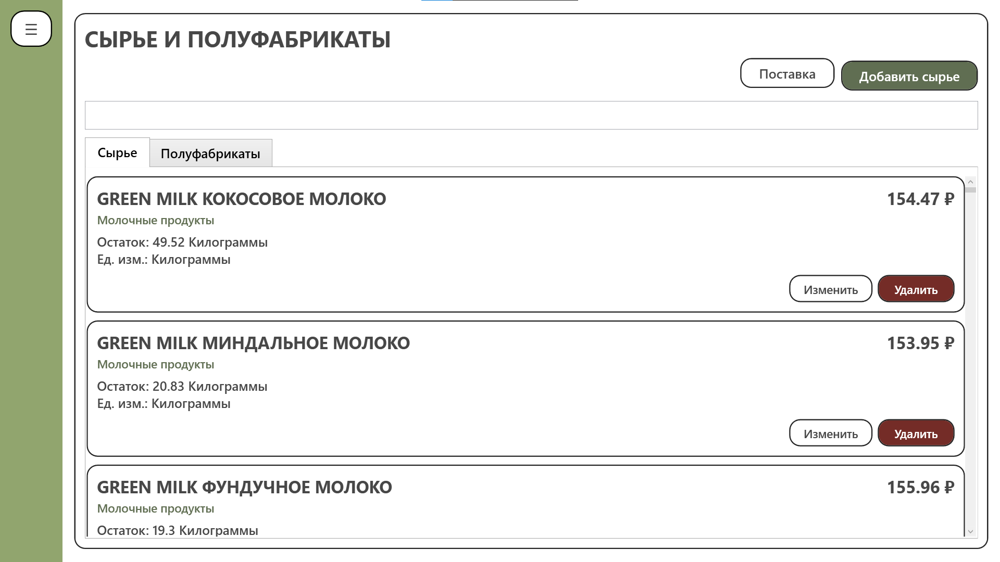 ☰
СЫРЬЕ И ПОЛУФАБРИКАТЫ
Поставка
Добавить сырье
Сырье
Полуфабрикаты
GREEN MILK КОКОСОВОЕ МОЛОКО
154.47 ₽
Молочные продукты
Остаток: 49.52 Килограммы
Ед. изм.: Килограммы
Изменить
Удалить
GREEN MILK МИНДАЛЬНОЕ МОЛОКО
153.95 ₽
Молочные продукты
Остаток: 20.83 Килограммы
Ед. изм.: Килограммы
Изменить
Удалить
GREEN MILK ФУНДУЧНОЕ МОЛОКО
155.96 ₽
Молочные продукты
Остаток: 19.3 Килограммы